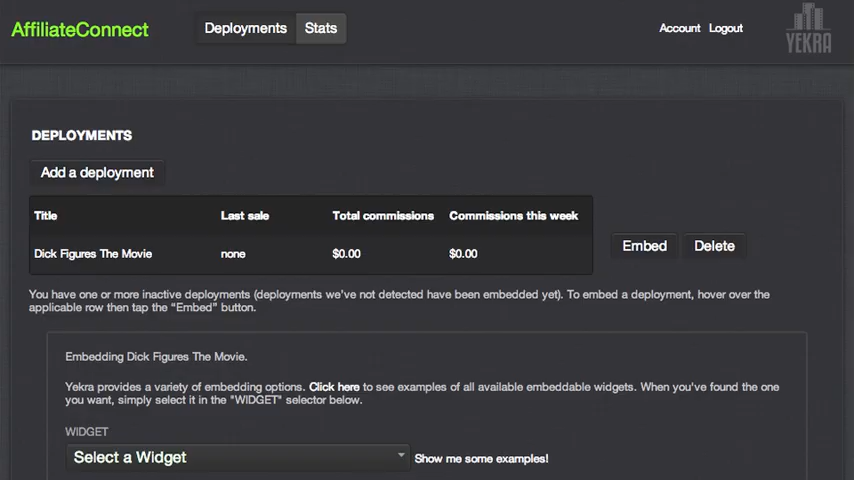 AffiliateConnect
Deployments Stats
Account Logout
YEKRA
DEPLOYMENTS
Add a deployment
Title Last sale Total commissions Commissions this week
Dick Figures The Movie none $0.00 $0.00
Embed Delete
You have one or more inactive deployments (deployments we've not detected have been embedded yet). To embed a deployment, hover over the
applicable row then tap the "Embed" button.
Embedding Dick Figures The Movie.
Yekra provides a variety of embedding options. Click here to see examples of all available embeddable widgets. When you've found the one
you want, simply select it in the "WIDGET" selector below.
WIDGET
Select a Widget Show me some examples!